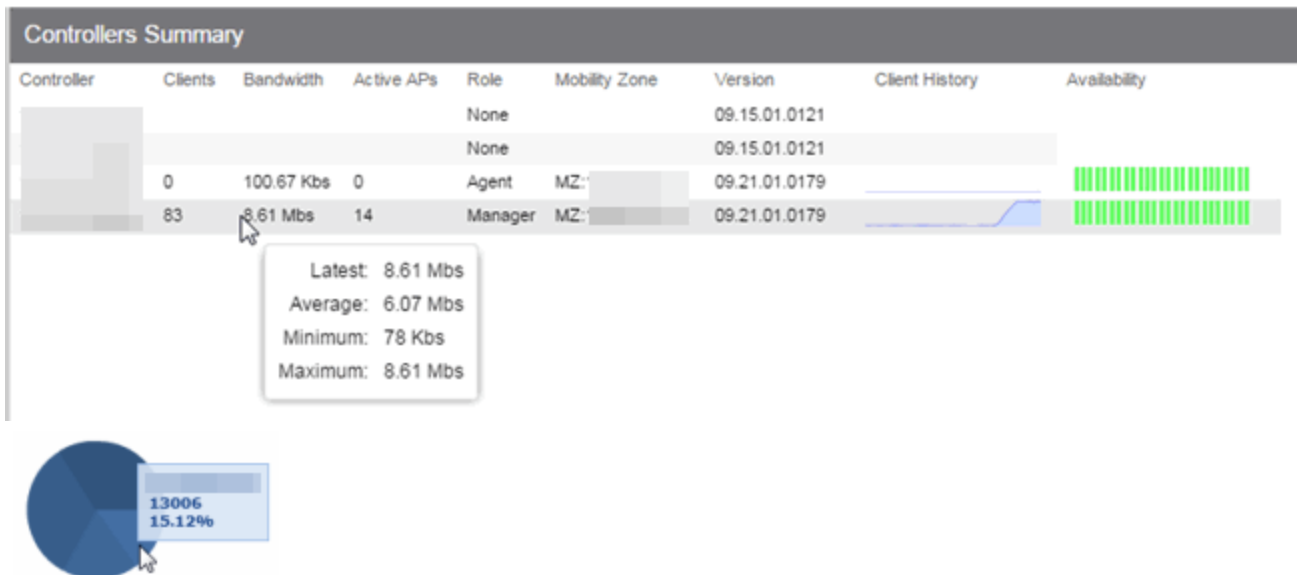 Controllers Summary
Controller Clients Bandwidth Active APs Role Mobility Zone Version Client History Availability
None 09.15.01.0121
None 09.15.01.0121
0 100.67 Kbs 0 Agent MZ: 09.21.01.0179
83 8.61 Mbs 14 Manager MZ: 09.21.01.0179
Latest: 8.61 Mbs
Average: 6.07 Mbs
Minimum: 78 Kbs
Maximum: 8.61 Mbs
13006
15.12%